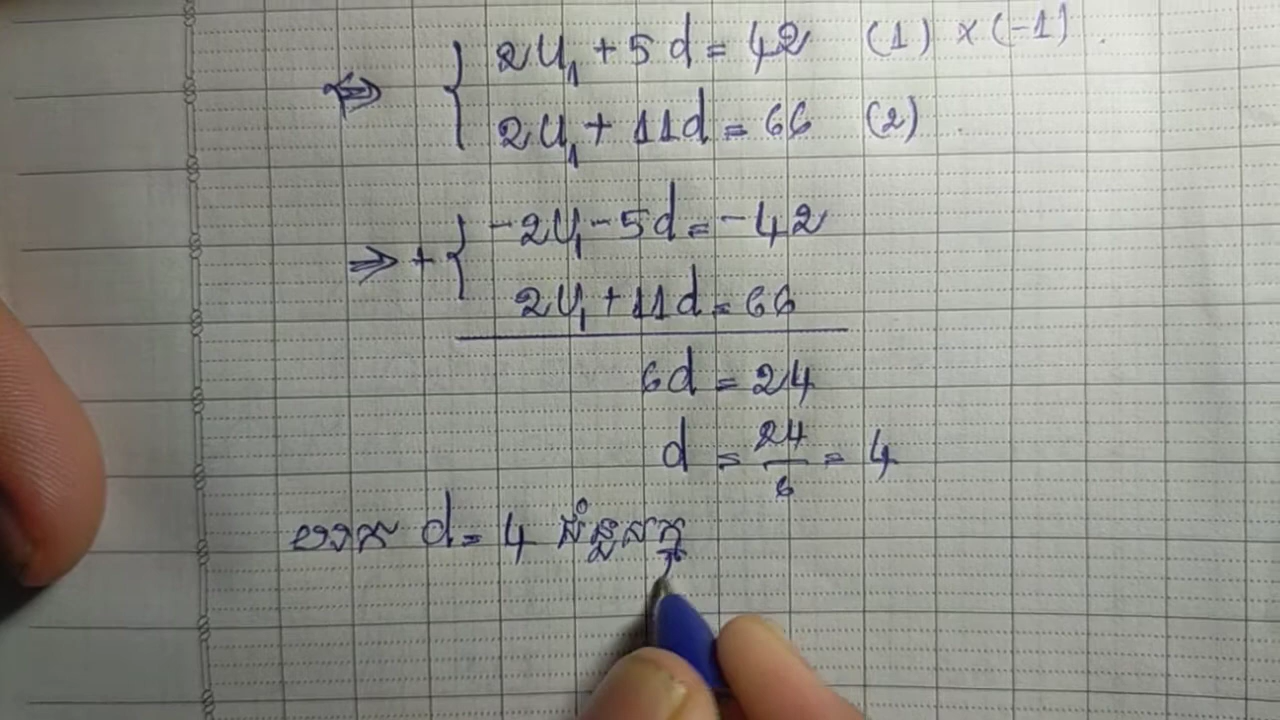 ⇔ { 2u₁ + 5d = 42 (1) × (-1)
2u₁ + 11d = 66 (2)
⇒ + { -2u₁ - 5d = -42
2u₁ + 11d = 66
6d = 24
d = 24/6 = 4
យក d = 4 ជំនួសក្នុ